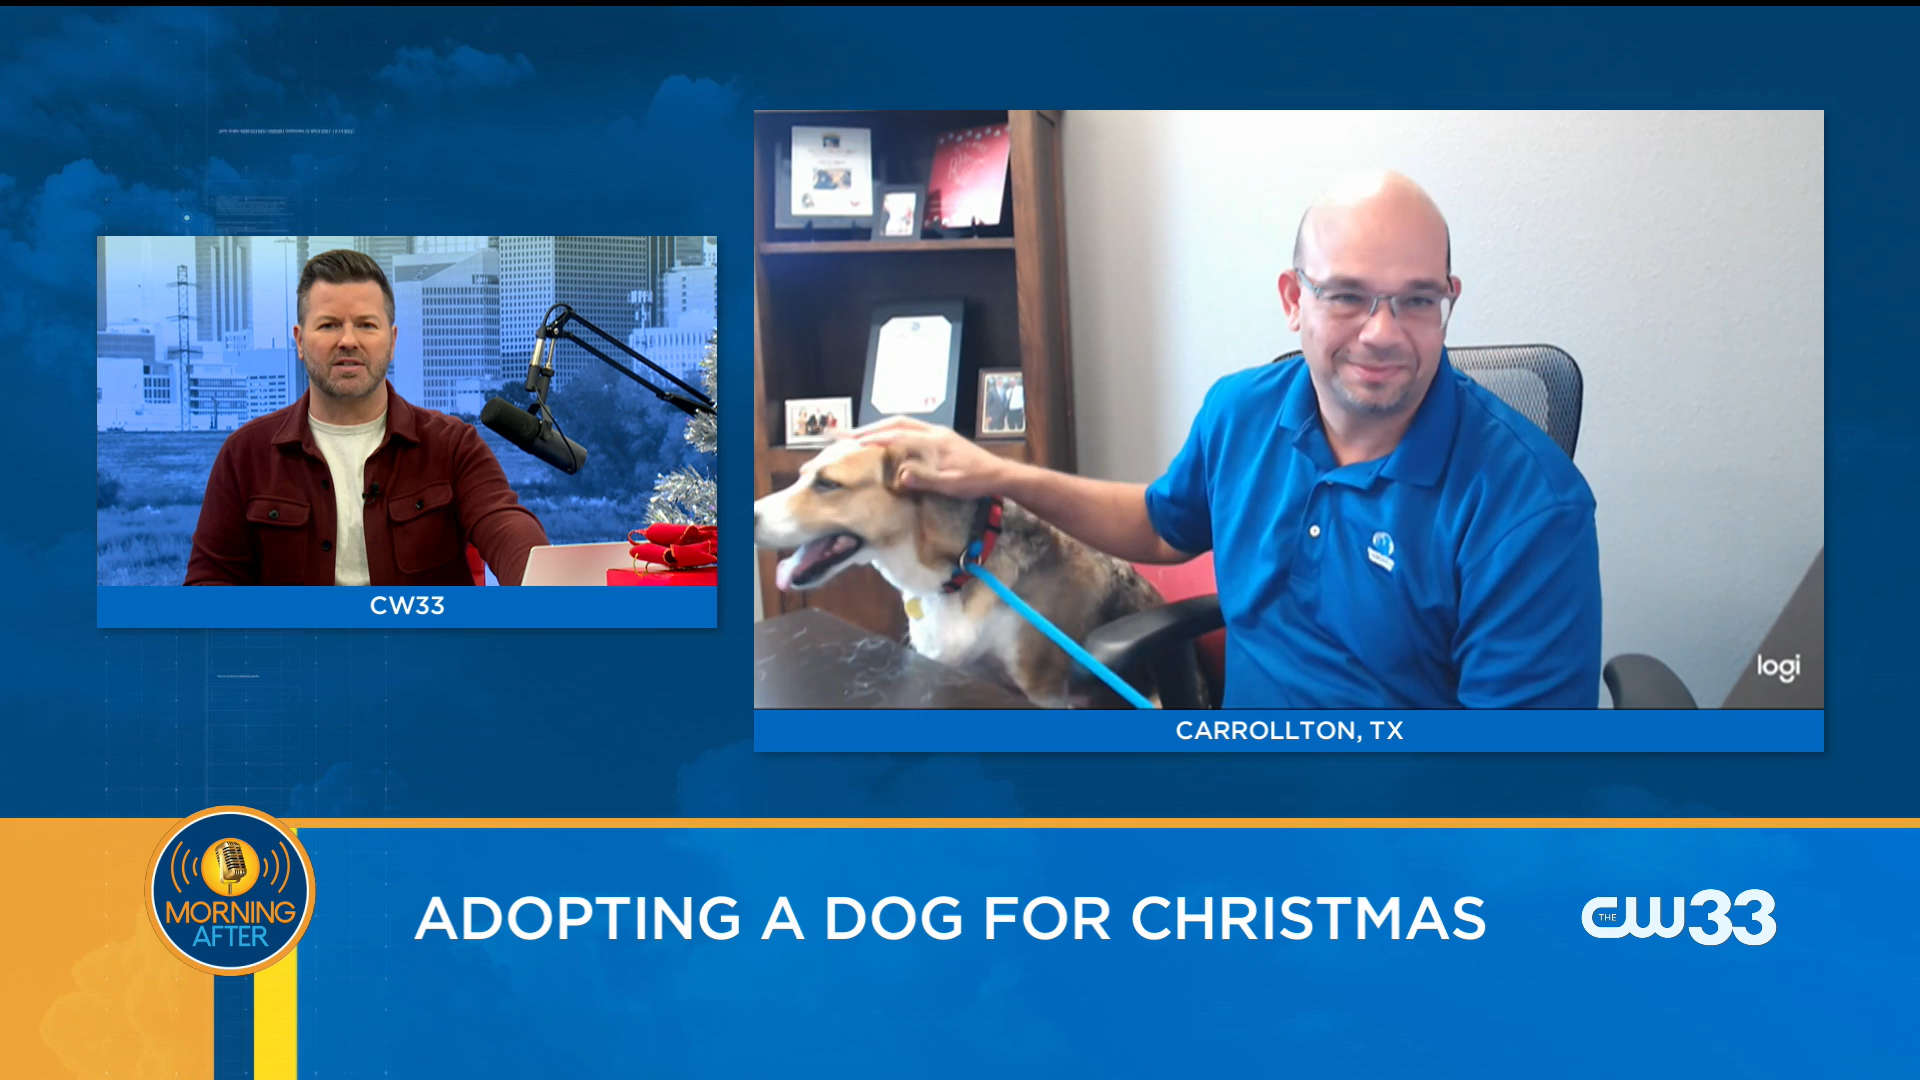 CW33
logi
CARROLLTON, TX
MORNING
AFTER
ADOPTING A DOG FOR CHRISTMAS
THE CW33